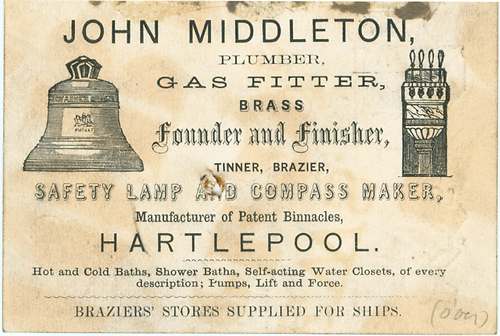 JOHN MIDDLETON,
PLUMBER,
GAS FITTER,
BRASS
Founder and Finisher,
TINNER, BRAZIER,
SAFETY LAMP AND COMPASS MAKER,
Manufacturer of Patent Binnacles,
HARTLEPOOL.
Hot and Cold Baths, Shower Baths, Self-acting Water Closets, of every
description; Pumps, Lift and Force.
BRAZIERS' STORES SUPPLIED FOR SHIPS.